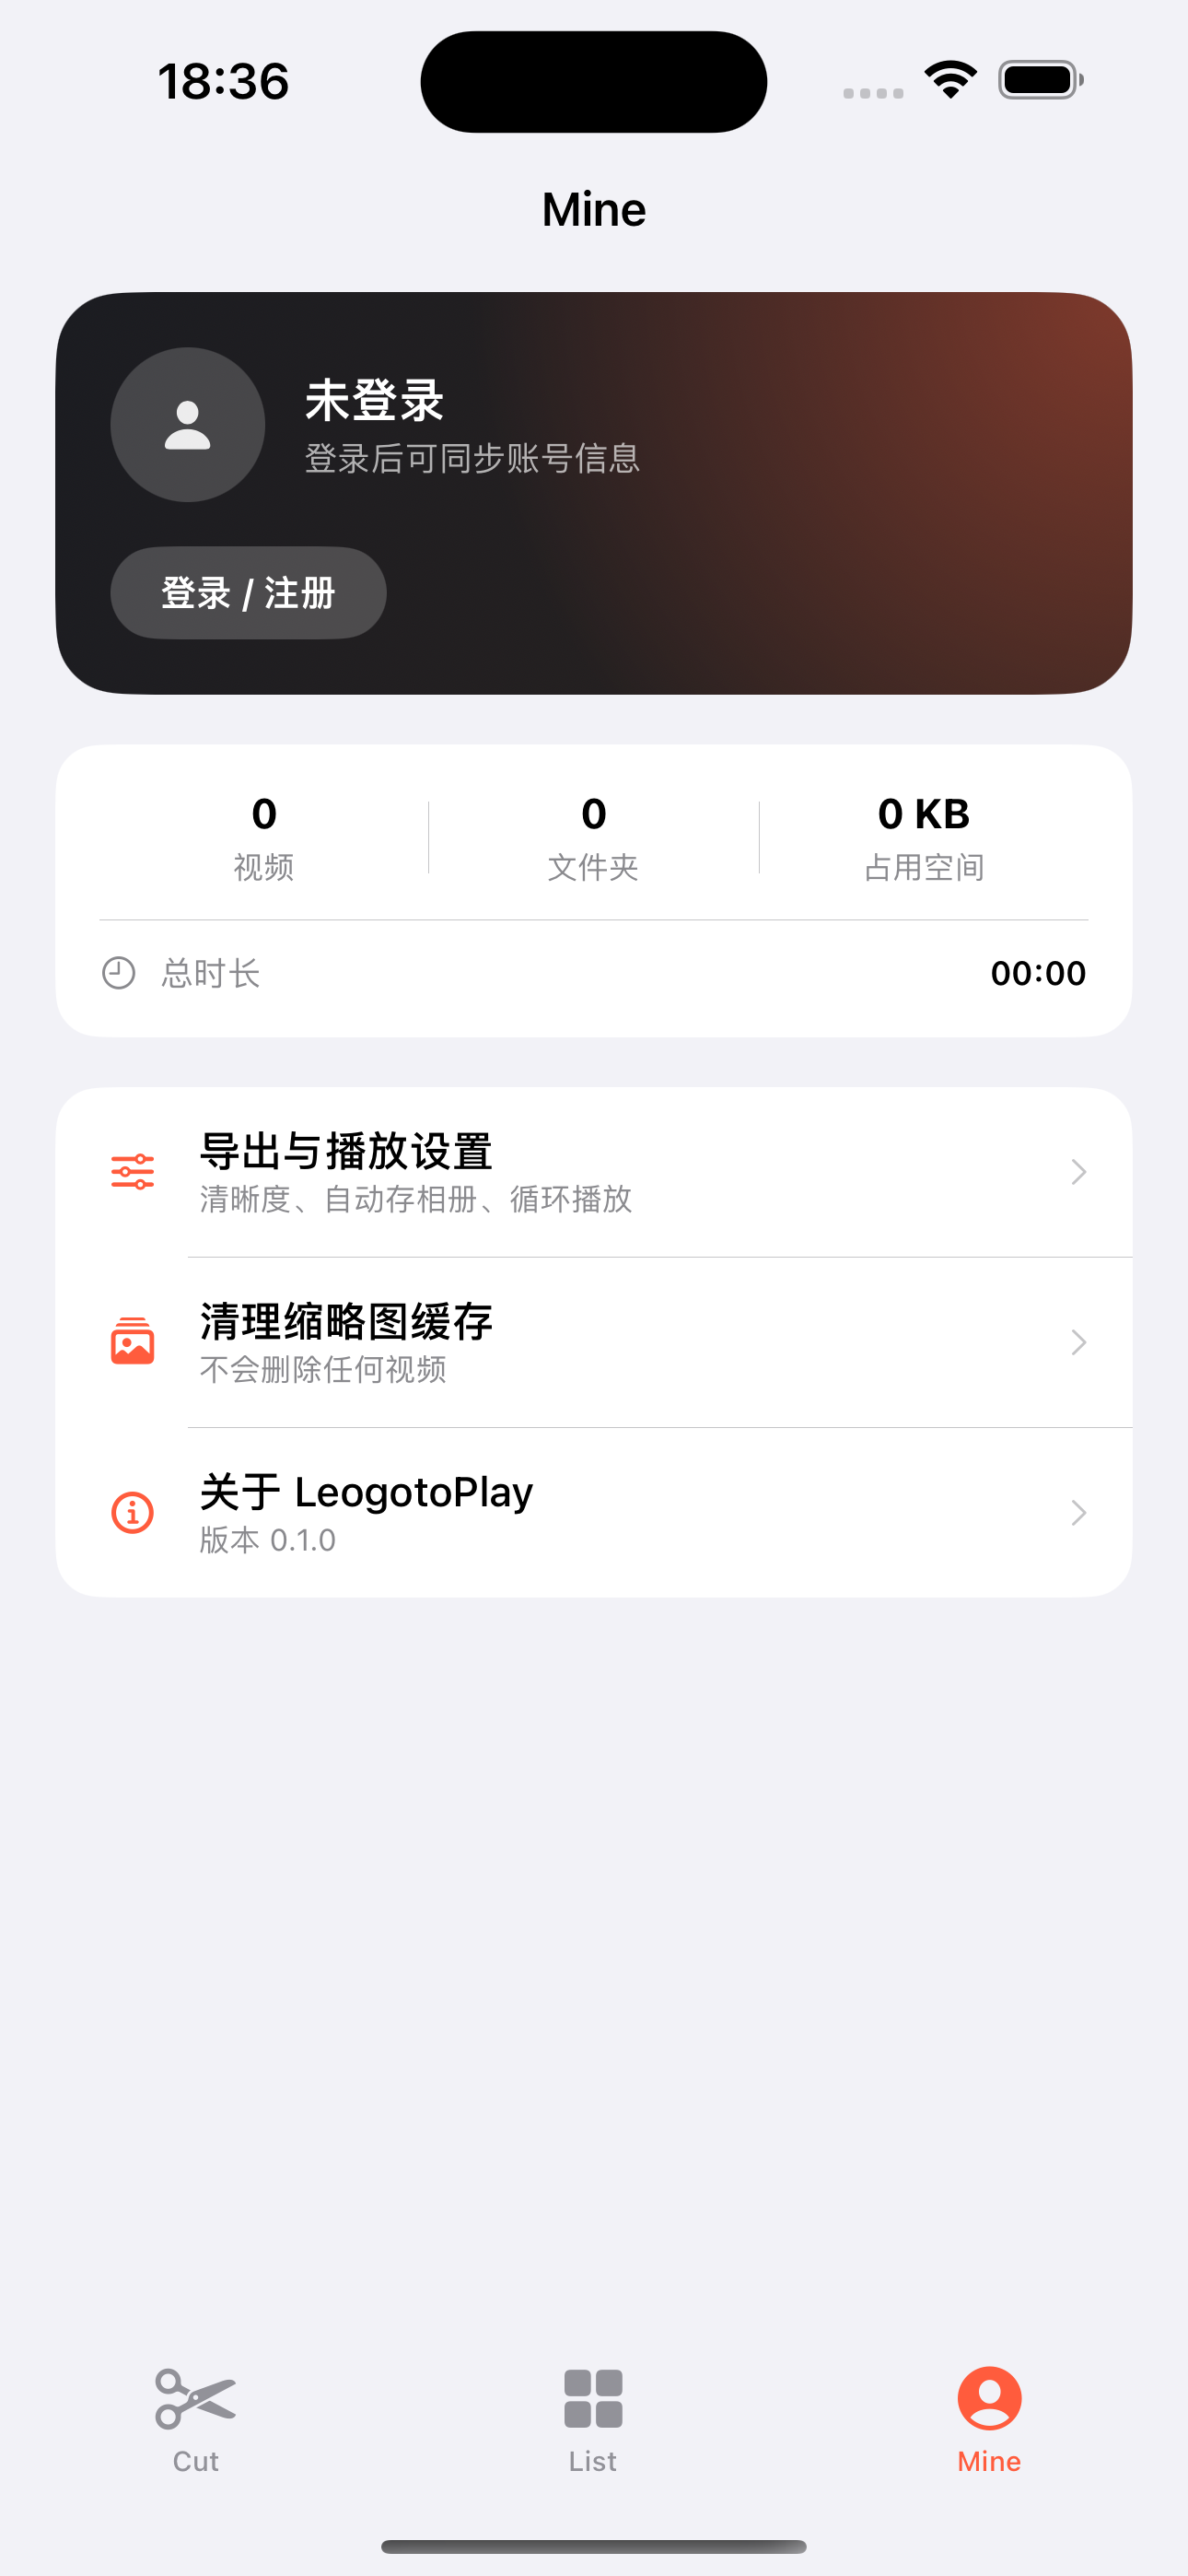 18:36
Mine
未登录
登录后可同步账号信息
登录 / 注册
0
视频
0
文件夹
0 KB
占用空间
总时长
00:00
导出与播放设置
清晰度、自动存相册、循环播放
清理缩略图缓存
不会删除任何视频
关于 LeogotoPlay
版本 0.1.0
Cut
List
Mine